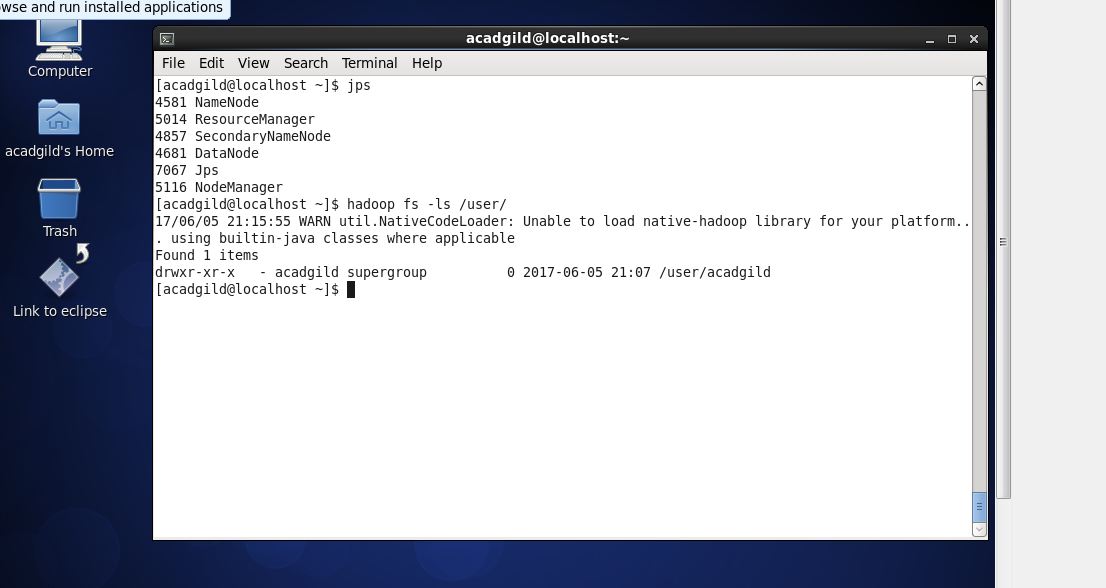 wse and run installed applications
Computer
acadgild's Home
Trash
Link to eclipse
acadgild@localhost:~
File Edit View Search Terminal Help
[acadgild@localhost ~]$ jps
4581 NameNode
5014 ResourceManager
4857 SecondaryNameNode
4681 DataNode
7067 Jps
5116 NodeManager
[acadgild@localhost ~]$ hadoop fs -ls /user/
17/06/05 21:15:55 WARN util.NativeCodeLoader: Unable to load native-hadoop library for your platform..
. using builtin-java classes where applicable
Found 1 items
drwxr-xr-x   - acadgild supergroup          0 2017-06-05 21:07 /user/acadgild
[acadgild@localhost ~]$